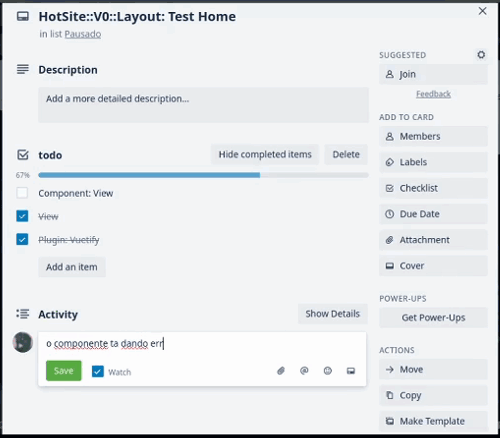 HotSite::V0::Layout: Test Home
in list Pausado
Description
Add a more detailed description...
todo
Hide completed items
Delete
67%
Component: View
View
Plugin: Vuetify
Add an item
Activity
Show Details
o componente ta dando err
Save
Watch
SUGGESTED
Join
Feedback
ADD TO CARD
Members
Labels
Checklist
Due Date
Attachment
Cover
POWER-UPS
Get Power-Ups
ACTIONS
Move
Copy
Make Template